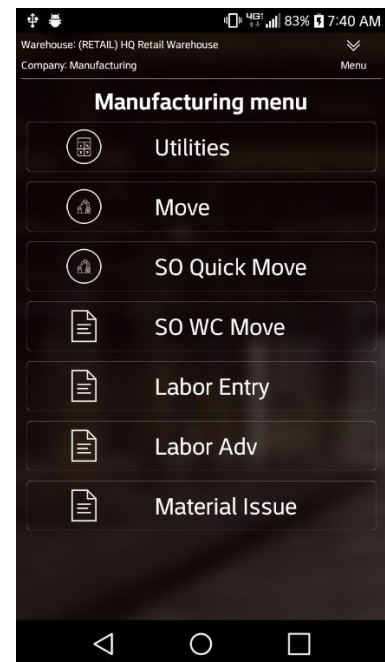 4G 83% 7:40 AM
Warehouse: (RETAIL) HQ Retail Warehouse
Company: Manufacturing
Menu
Manufacturing menu
Utilities
Move
SO Quick Move
SO WC Move
Labor Entry
Labor Adv
Material Issue